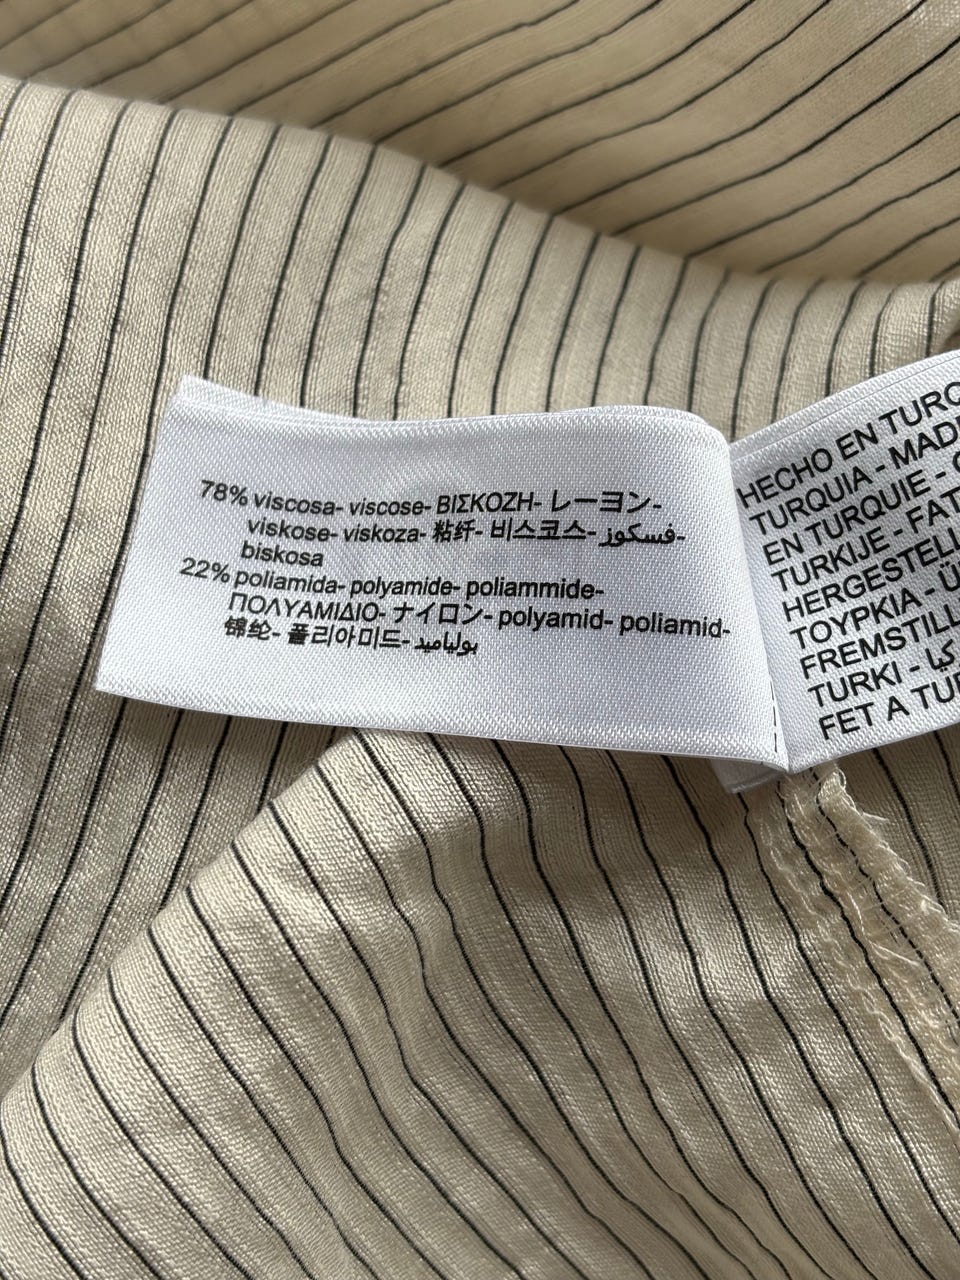 78% viscosa- viscose- ΒΙΣΚΟΖΗ- レーヨン-
viskose- viskoza- 粘纤- 비스코스- فسكوز-
biskosa
22% poliamida- polyamide- poliammide-
ΠΟΛΥΑΜΙΔΙΟ- ナイロン- polyamid- poliamid-
锦纶- 폴리아미드- بولياميد
HECHO EN TURQ
TURQUIA - MADE
EN TURQUIE -
TURKIJE - FAT
HERGESTELL
ΤΟΥΡΚΙΑ - Ü
FREMSTILL
TURKI -
FET A TUR